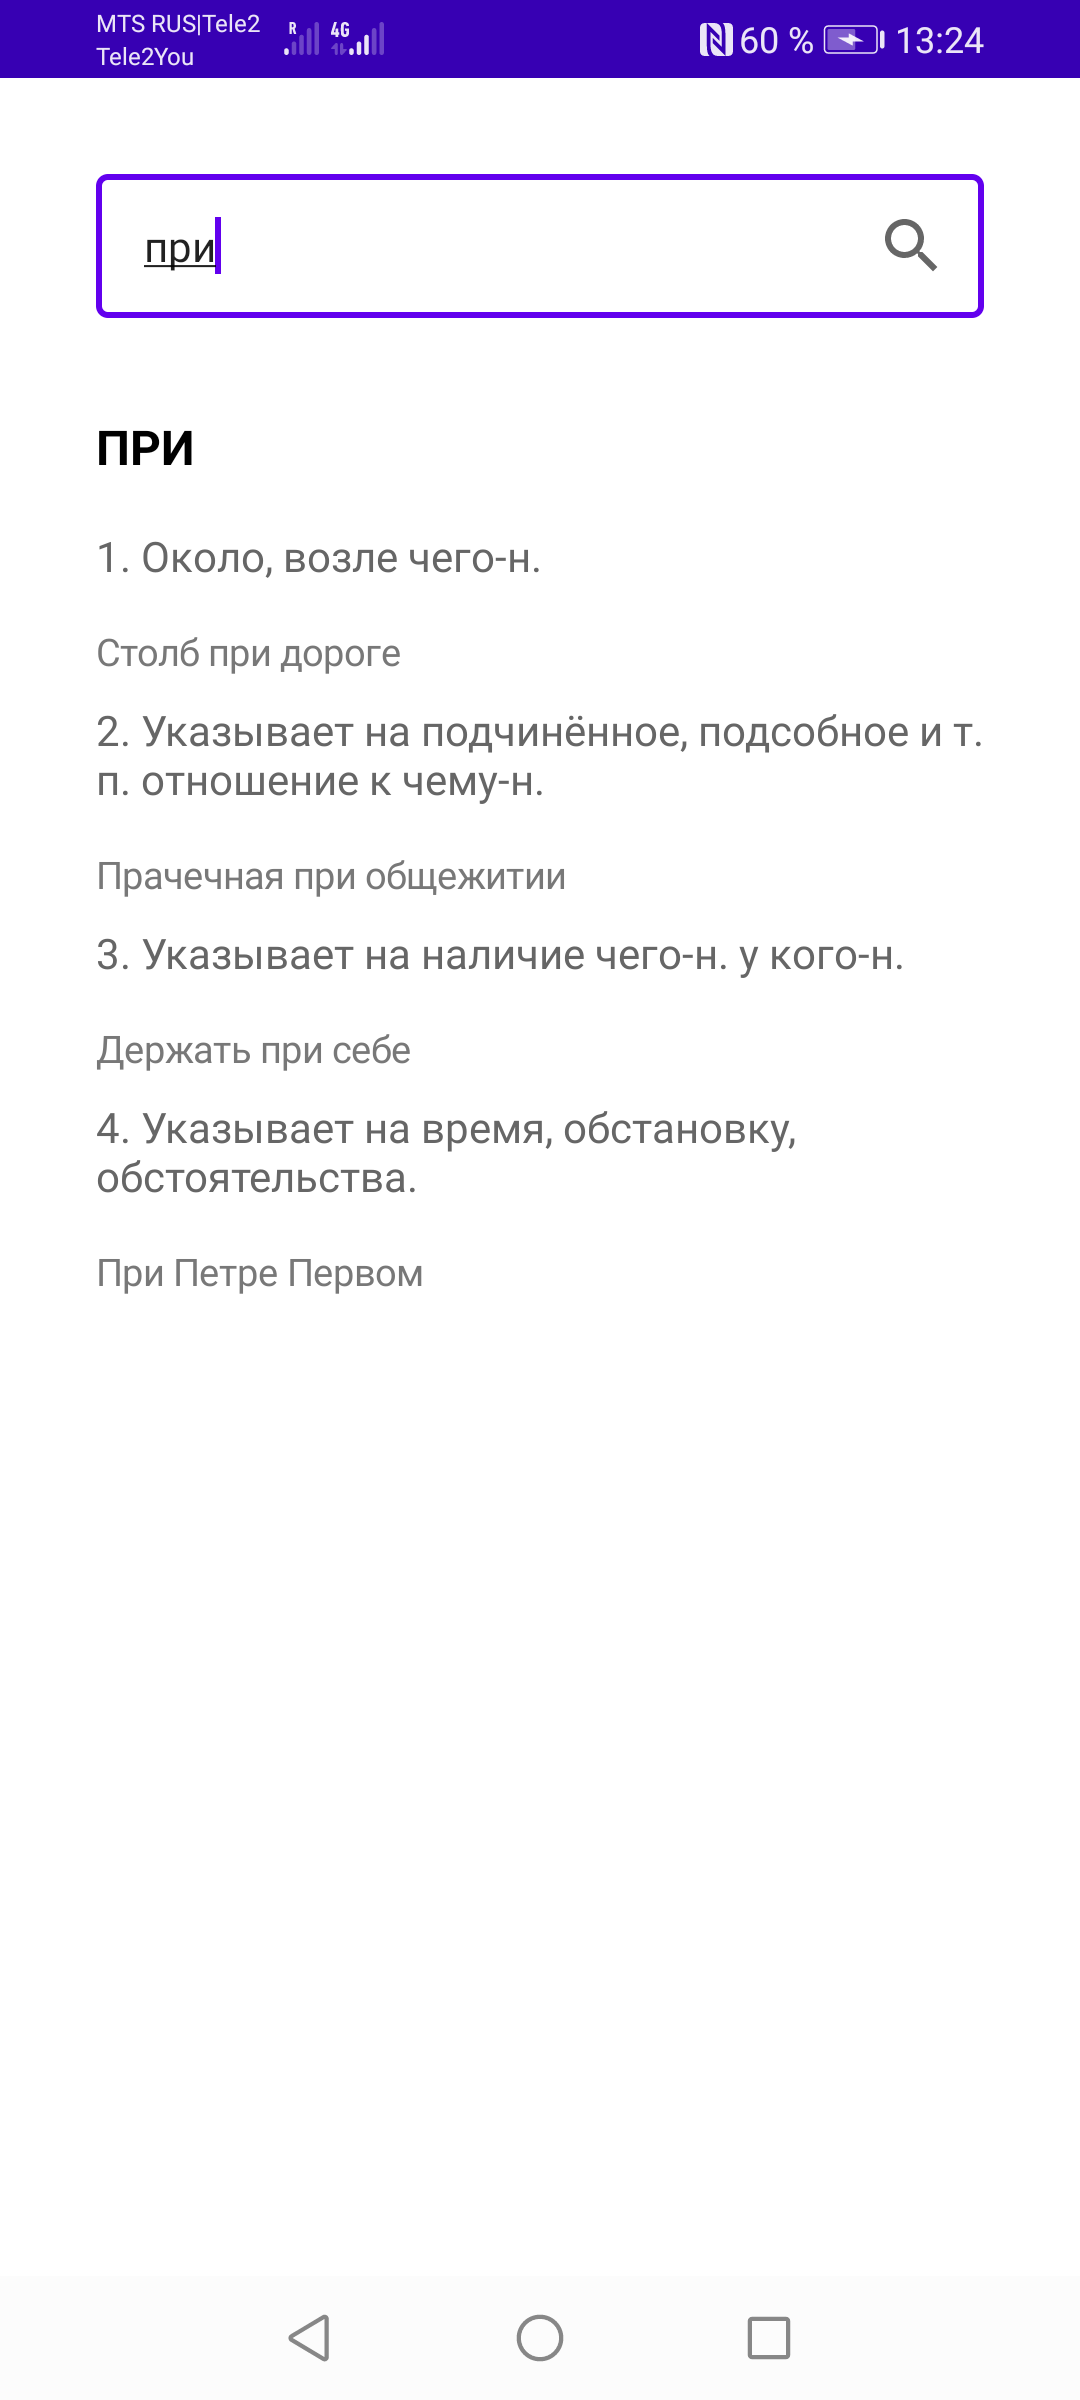 MTS RUS|Tele2
Tele2You
R
4G
60 %
13:24
при
ПРИ
1. Около, возле чего-н.
Столб при дороге
2. Указывает на подчинённое, подсобное и т.
п. отношение к чему-н.
Прачечная при общежитии
3. Указывает на наличие чего-н. у кого-н.
Держать при себе
4. Указывает на время, обстановку,
обстоятельства.
При Петре Первом